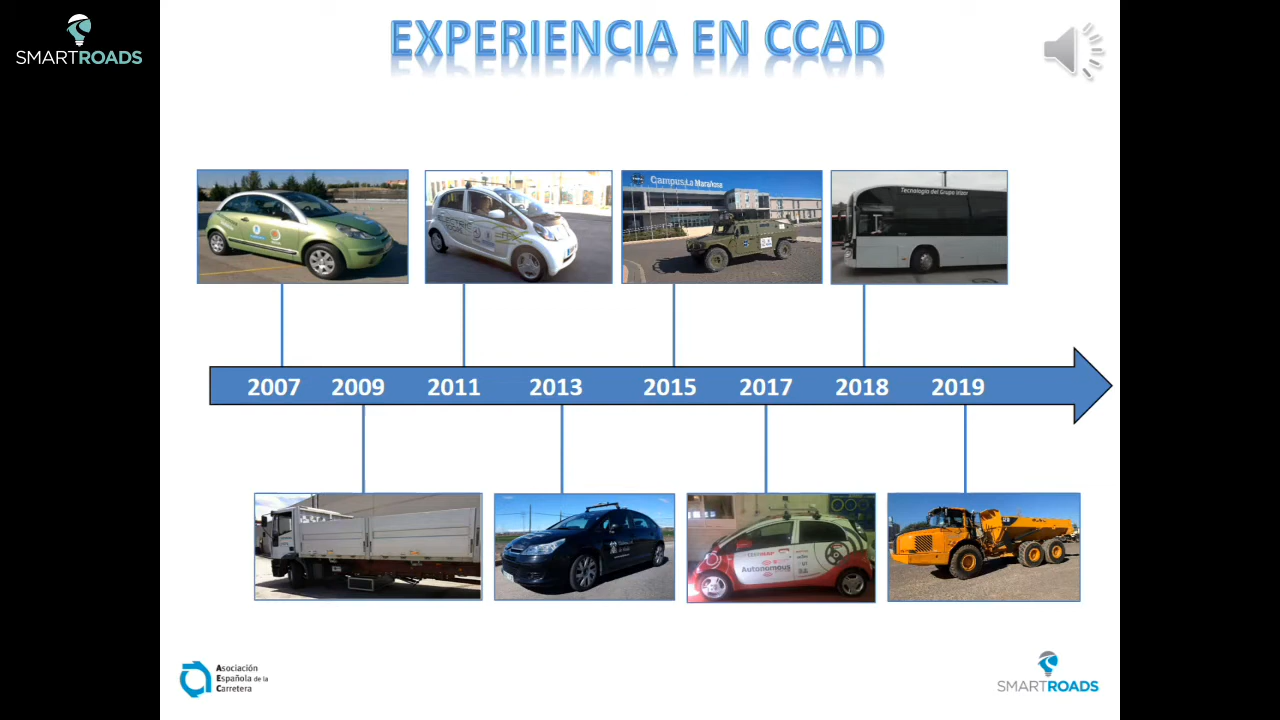 SMARTROADS
EXPERIENCIA EN CCAD
Campus La Marañosa
Tecnología del Grupo Irizar
2007 2009 2011 2013 2015 2017 2018 2019
Autonomous
Asociación
Española de la
Carretera
SMARTROADS